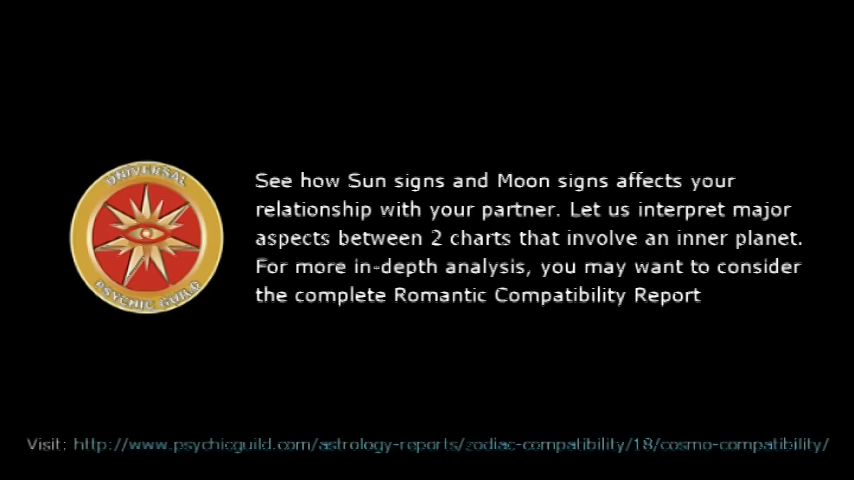 UNIVERSAL
PSYCHIC GUILD
See how Sun signs and Moon signs affects your
relationship with your partner. Let us interpret major
aspects between 2 charts that involve an inner planet.
For more in-depth analysis, you may want to consider
the complete Romantic Compatibility Report
Visit: http://www.psychicguild.com/astrology-reports/zodiac-compatibility/18/cosmo-compatibility/